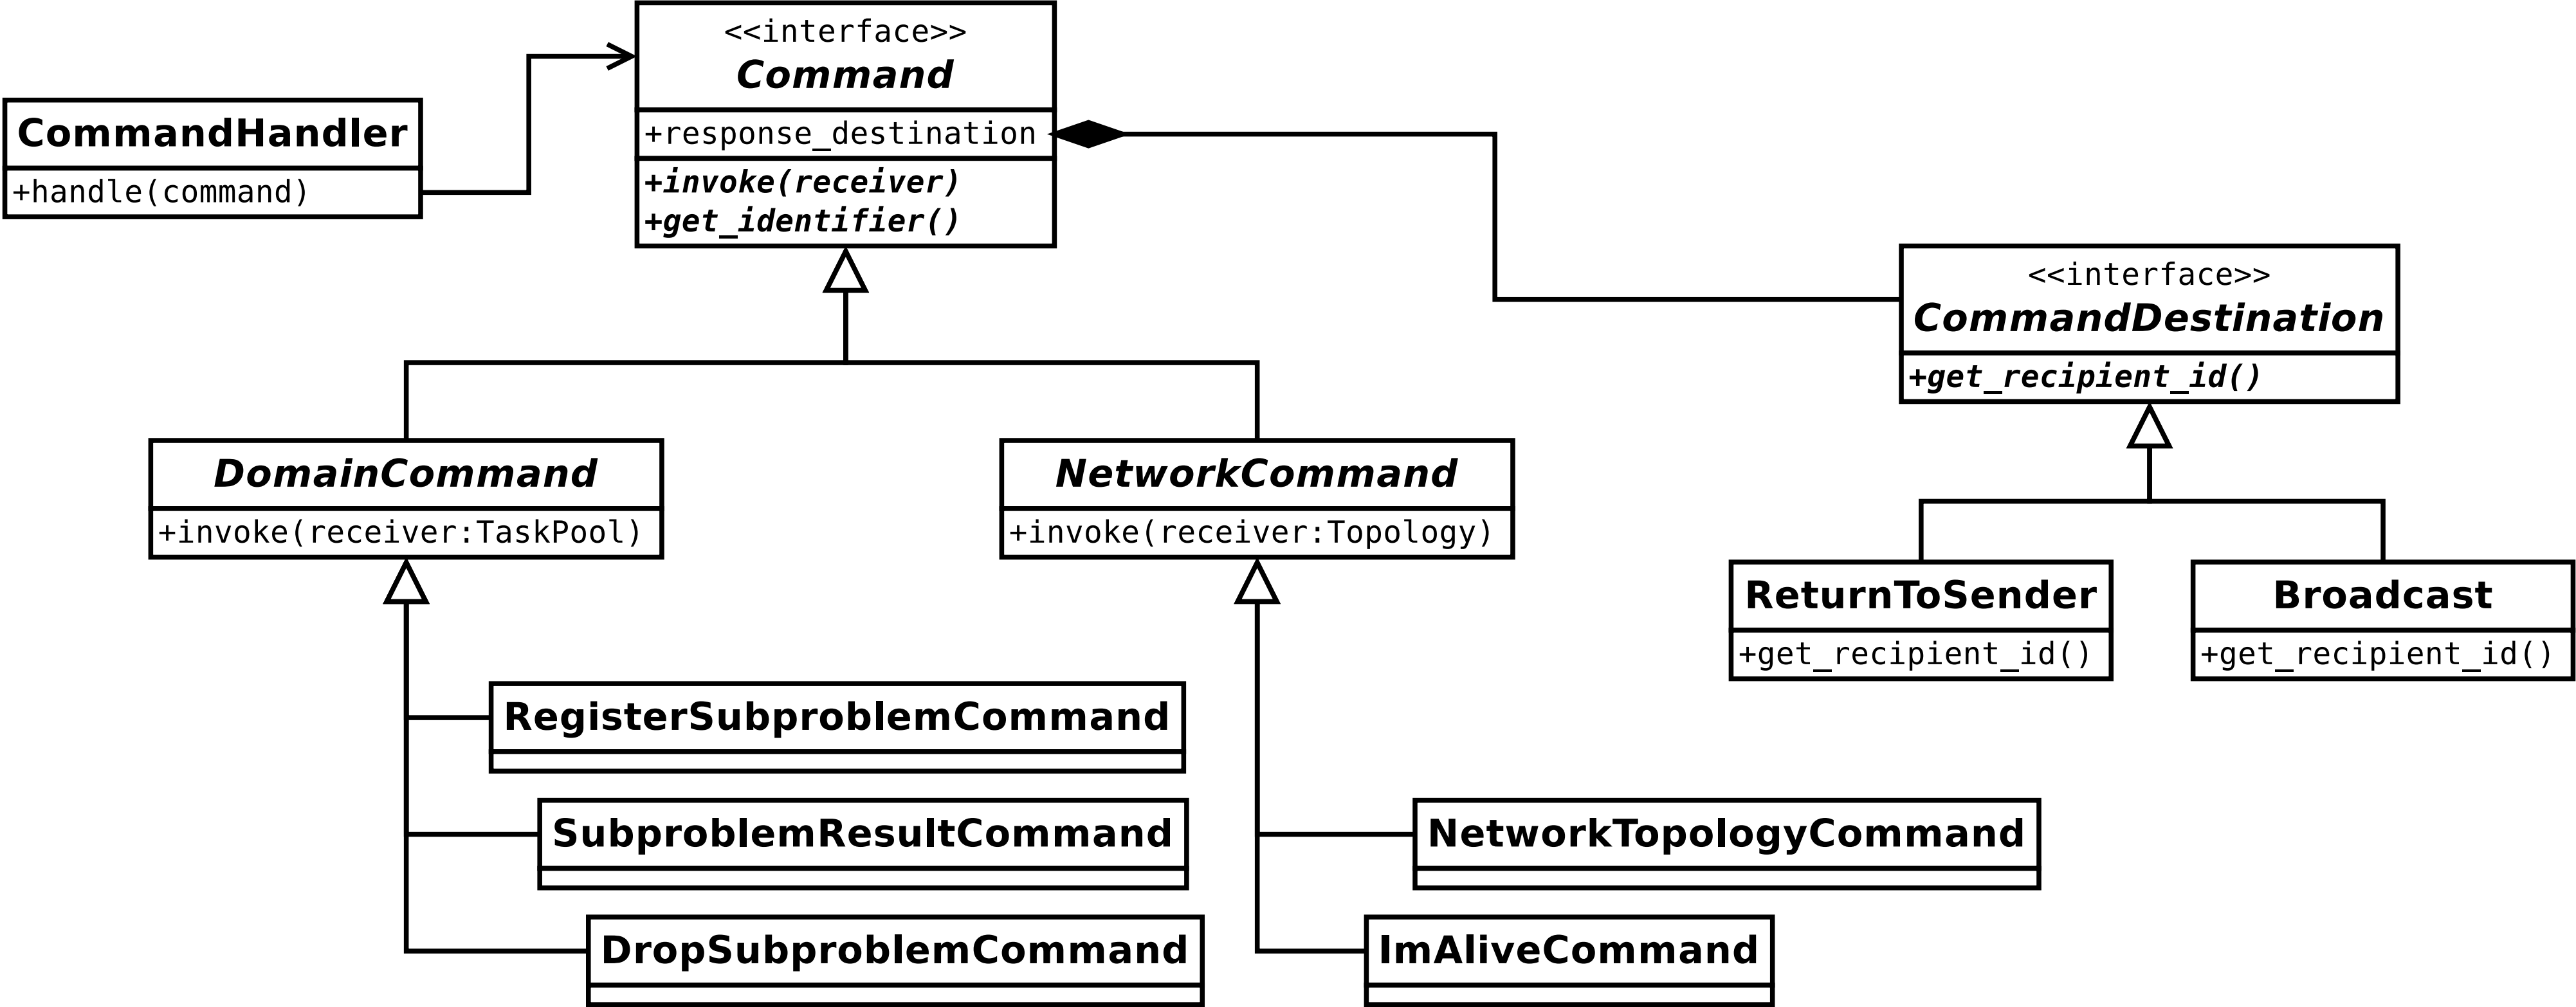 <<interface>>
Command
+response_destination
+invoke(receiver)
+get_identifier()
CommandHandler
+handle(command)
<<interface>>
CommandDestination
+get_recipient_id()
DomainCommand
+invoke(receiver:TaskPool)
NetworkCommand
+invoke(receiver:Topology)
ReturnToSender
+get_recipient_id()
Broadcast
+get_recipient_id()
RegisterSubproblemCommand
SubproblemResultCommand
DropSubproblemCommand
NetworkTopologyCommand
ImAliveCommand